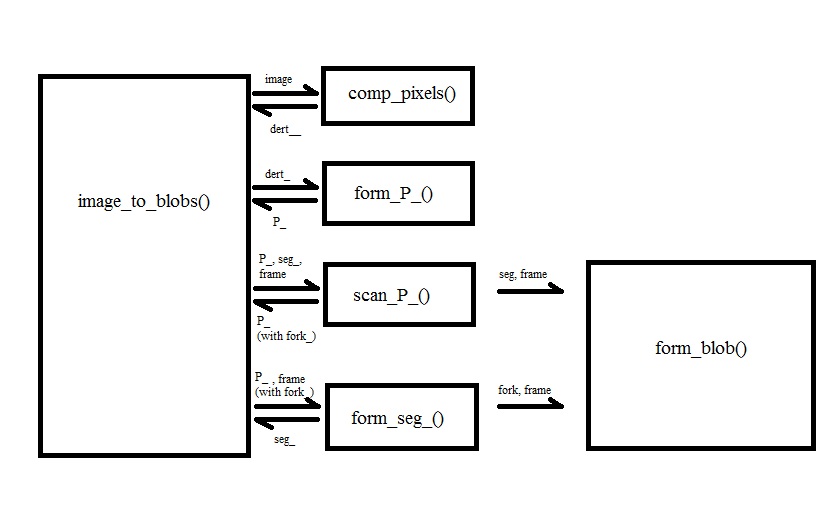 image
comp_pixels()
dert__
image_to_blobs()
dert_
form_P_()
P_
P_, seg_,
frame
scan_P_()
P_
(with fork_)
seg, frame
form_blob()
P_ , frame
(with fork_)
form_seg_()
seg_
fork, frame